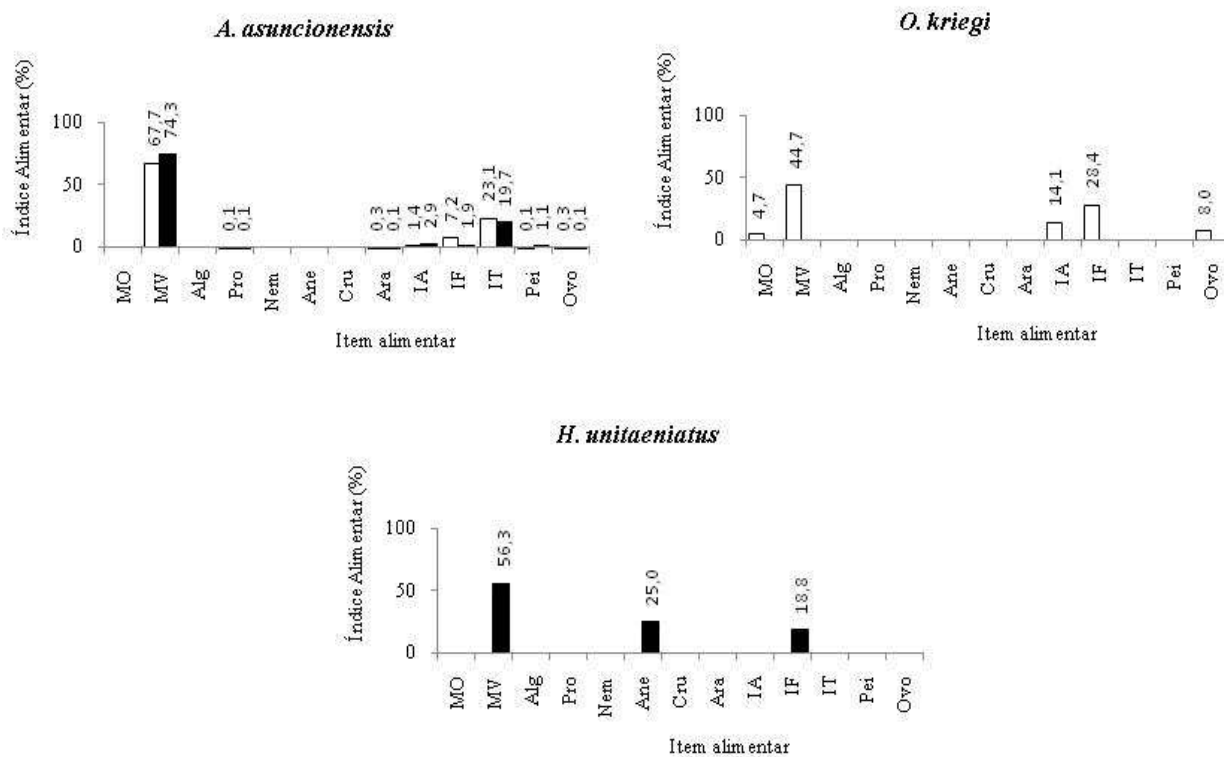 A. asuncionensis
Índice Alimentar (%)
100
50
0
67,7
74,3
0,1
0,1
0,3
0,1
1,4
2,9
7,2
1,9
23,1
19,7
0,1
1,1
0,3
0,1
MO MV Alg Pro Nem Ane Cru Ara IA IF IT Pei Ovo
Item alimentar
O. kriegi
Índice Alimentar (%)
100
50
0
4,7
44,7
14,1
28,4
8,0
MO MV Alg Pro Nem Ane Cru Ara IA IF IT Pei Ovo
Item alimentar
H. unitaeniatus
Índice Alimentar (%)
100
50
0
56,3
25,0
18,8
MO MV Alg Pro Nem Ane Cru Ara IA IF IT Pei Ovo
Item alimentar